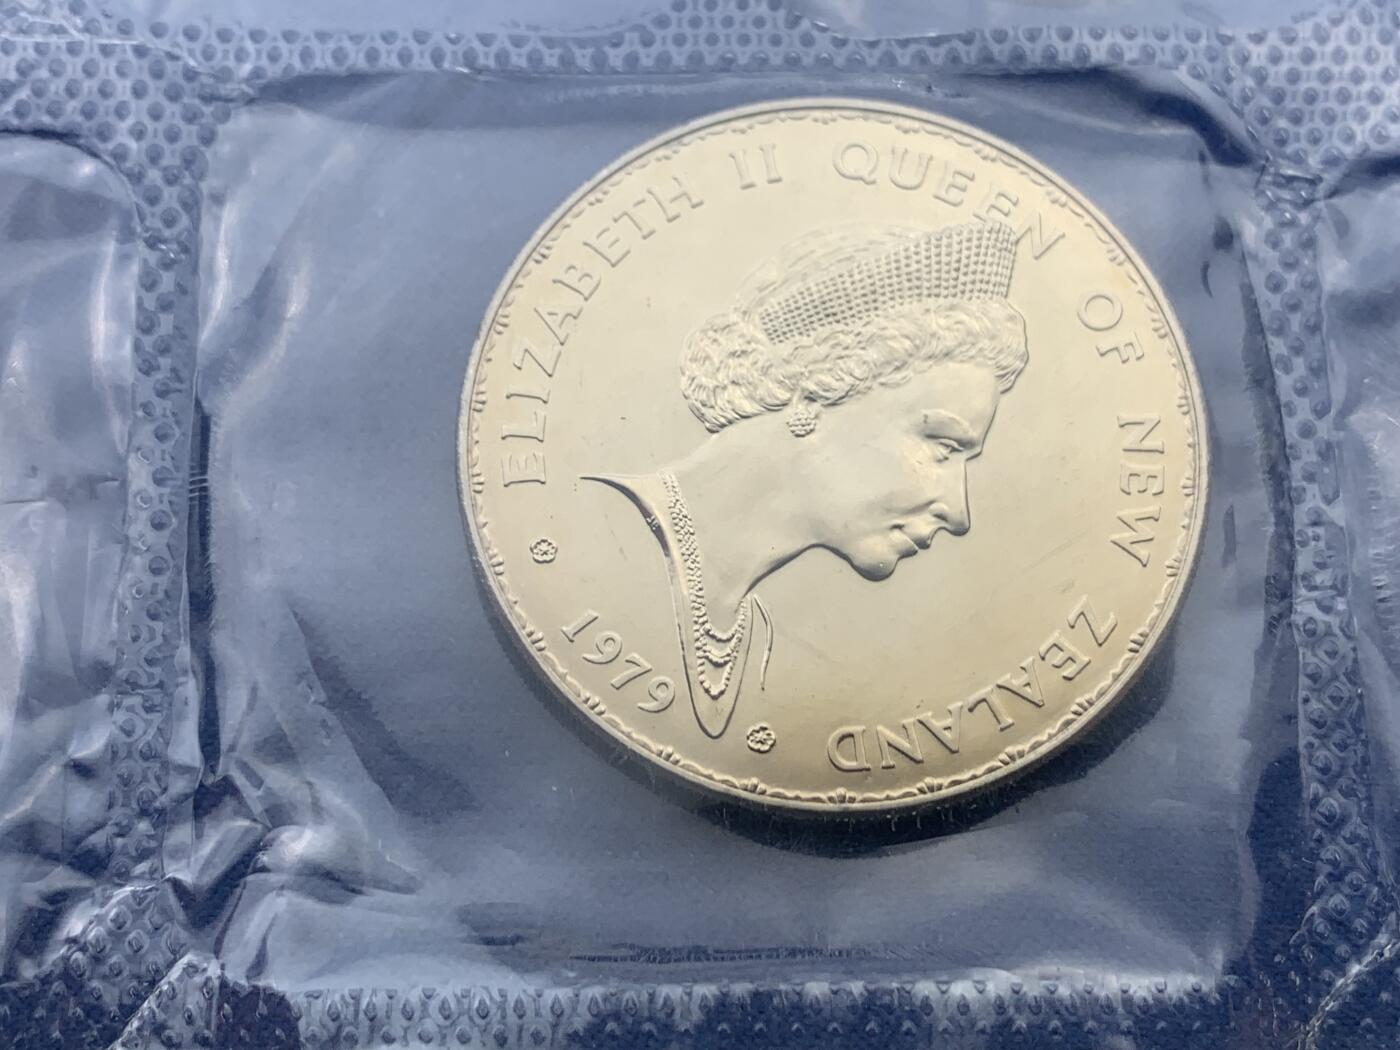 ELIZABETH II QUEEN OF NEW ZEALAND
1979